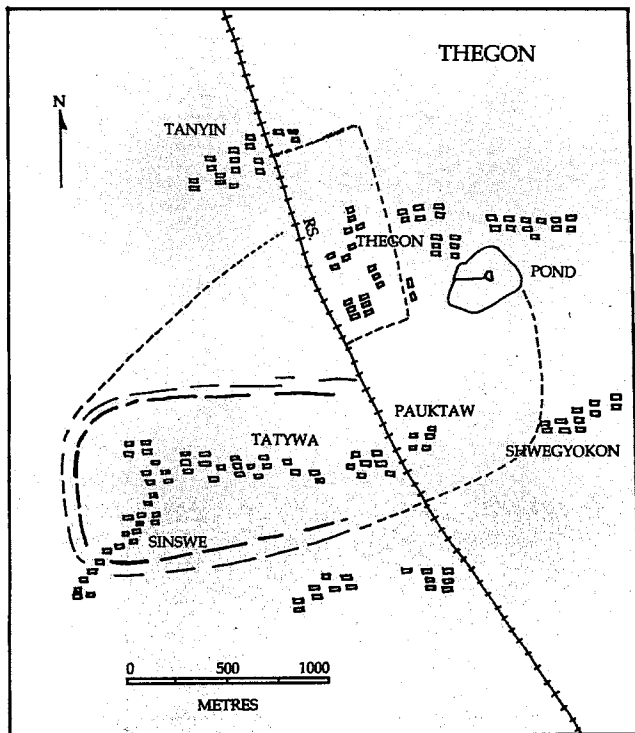 THEGON
N
TANYIN
RS.
THEGON
POND
PAUKTAW
TATYWA
SHWEGYOKON
SINSWE
0 500 1000
METRES